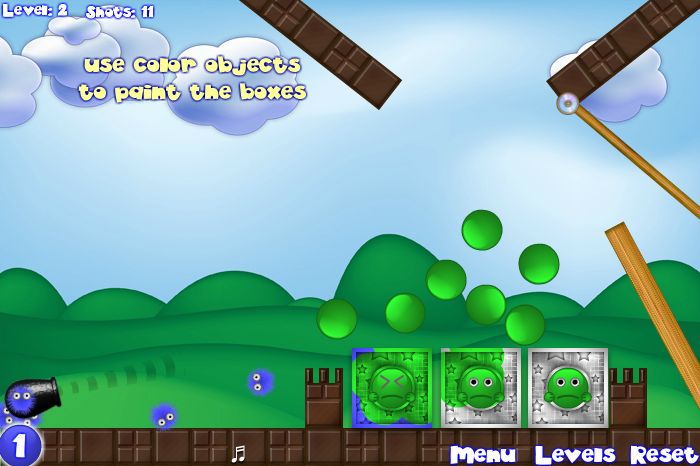 Level: 2 Shots: 11
use color objects
to paint the boxes
1
Menu Levels Reset